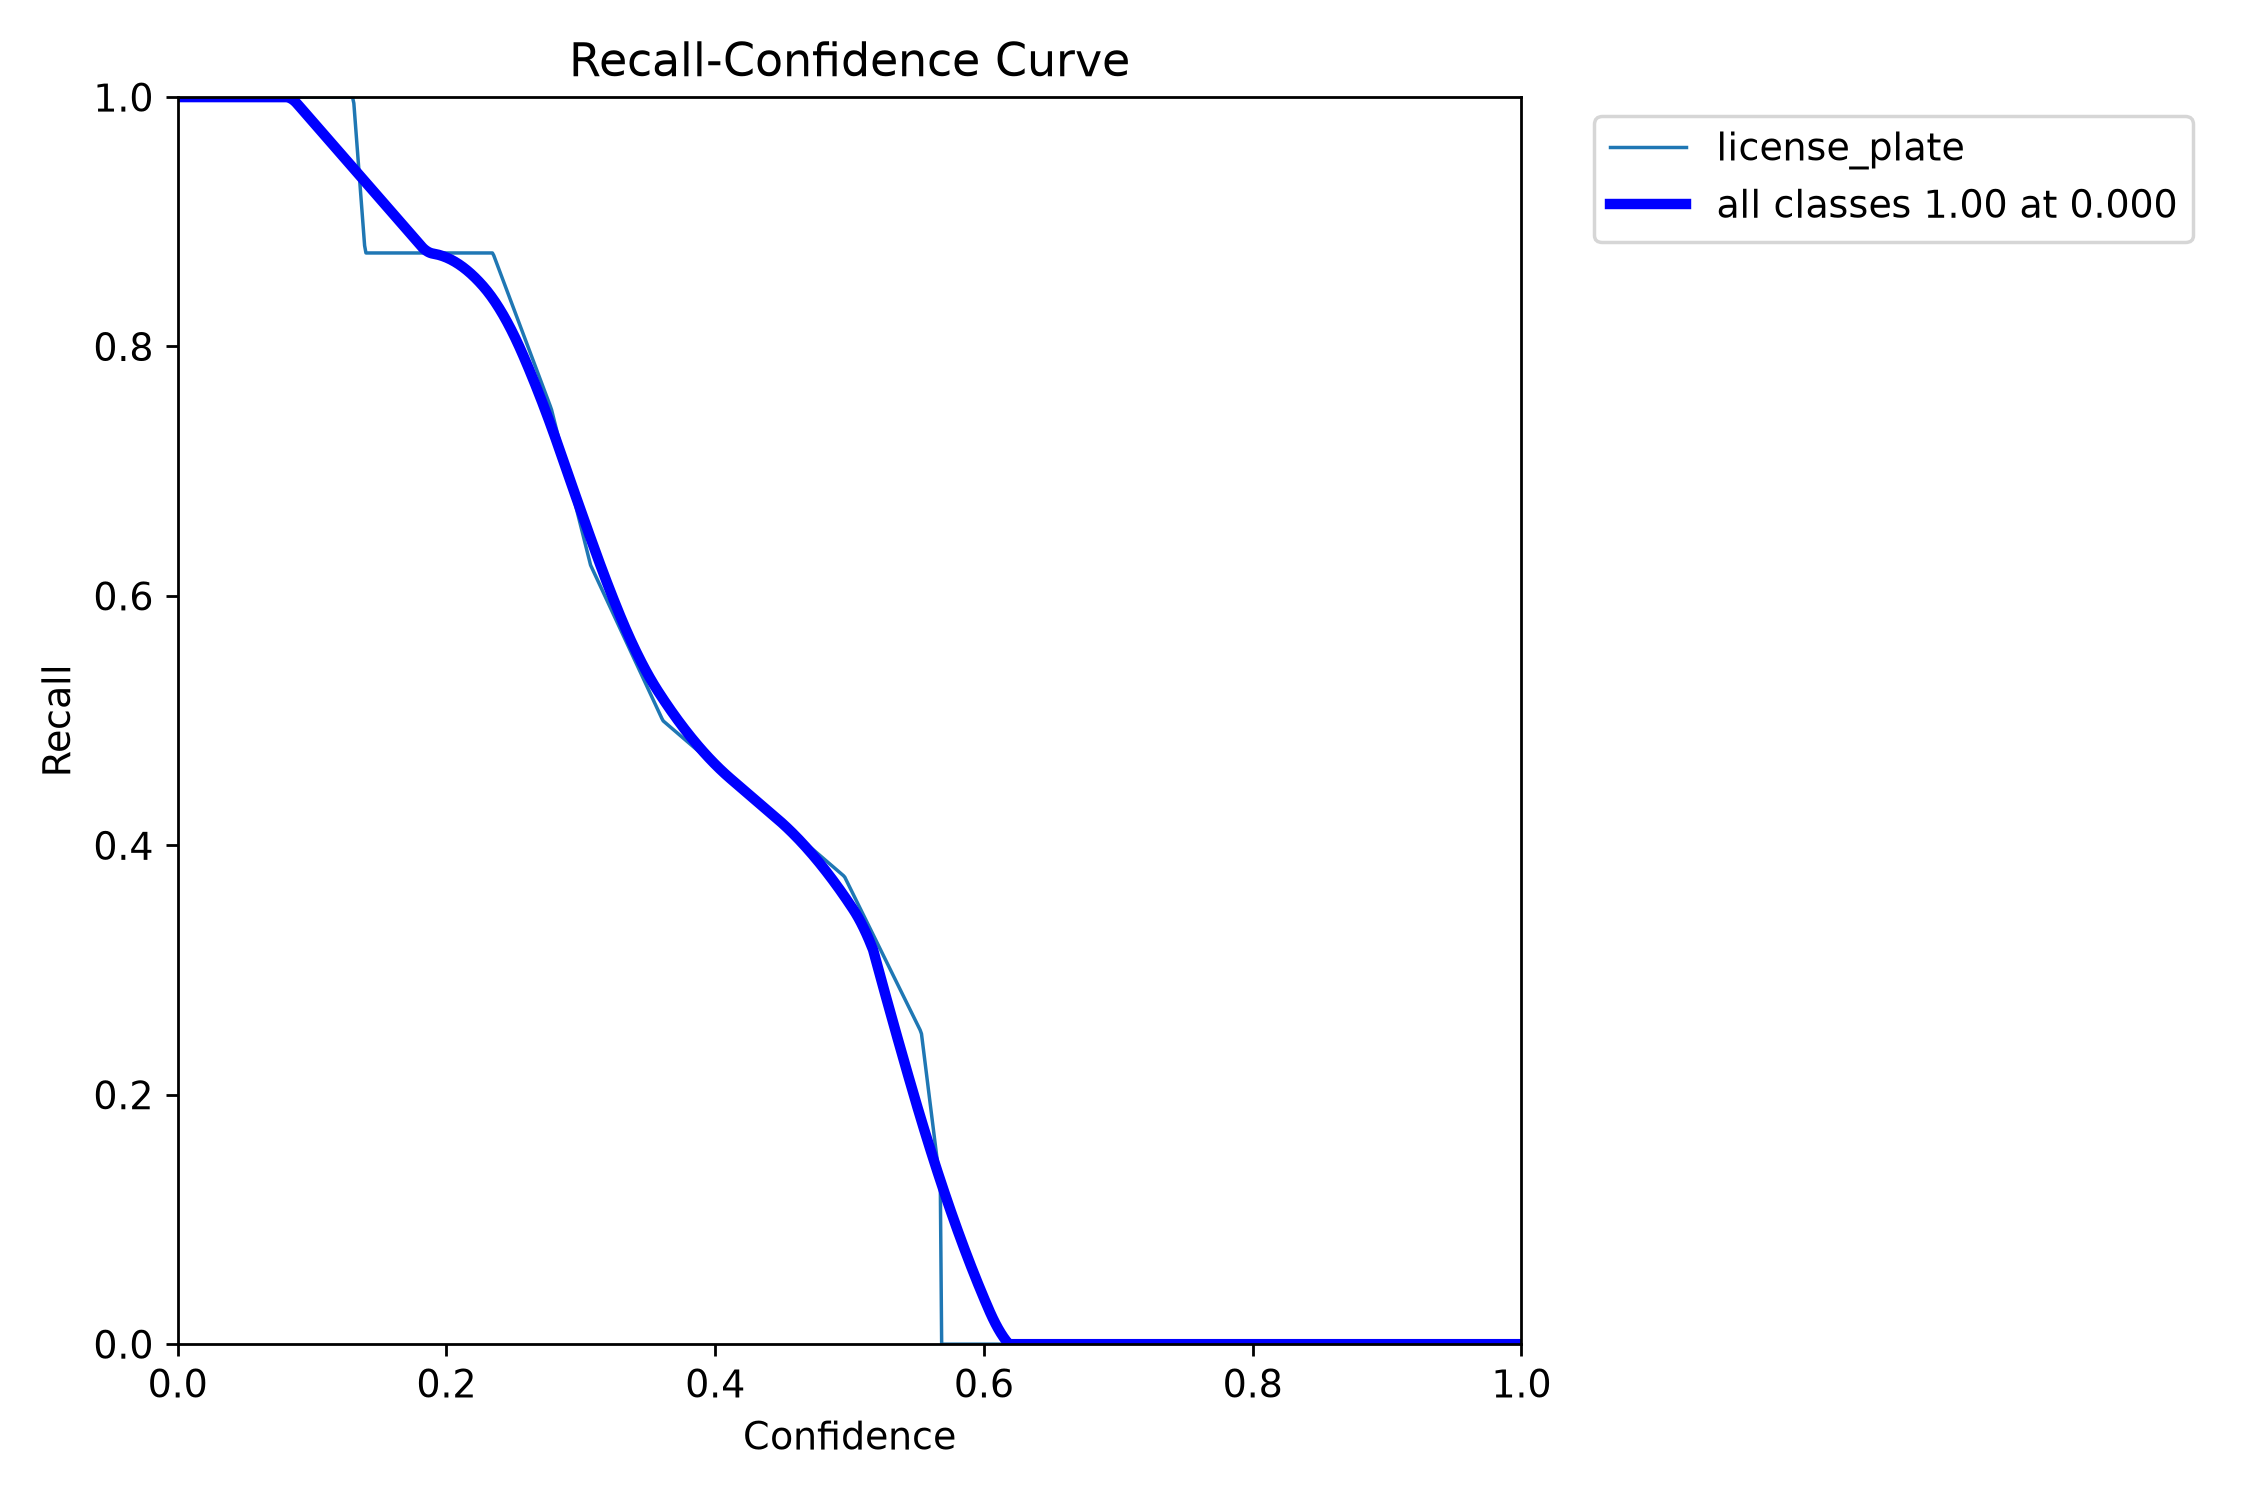 Recall-Confidence Curve
license_plate
all classes 1.00 at 0.000
Recall
1.0
0.8
0.6
0.4
0.2
0.0
0.0 0.2 0.4 0.6 0.8 1.0
Confidence